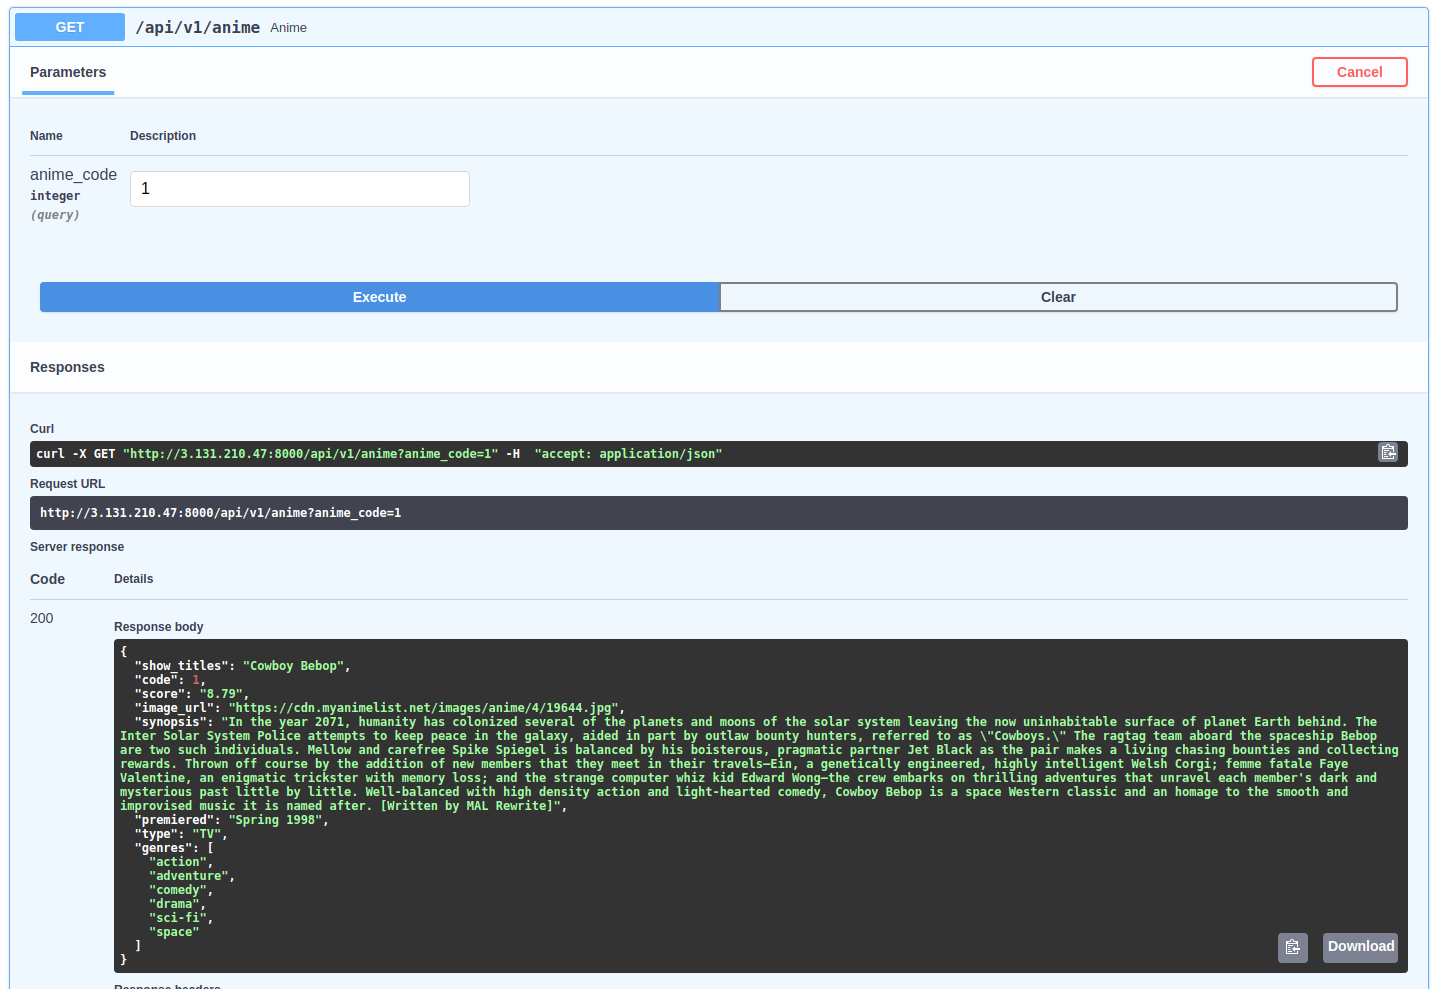 GET /api/v1/anime Anime
Parameters
Cancel
Name Description
anime_code 1
integer
(query)
Execute Clear
Responses
Curl
curl -X GET "http://3.131.210.47:8000/api/v1/anime?anime_code=1" -H  "accept: application/json"
Request URL
http://3.131.210.47:8000/api/v1/anime?anime_code=1
Server response
Code Details
200
Response body
{
  "show_titles": "Cowboy Bebop",
  "code": 1,
  "score": "8.79",
  "image_url": "https://cdn.myanimelist.net/images/anime/4/19644.jpg",
  "synopsis": "In the year 2071, humanity has colonized several of the planets and moons of the solar system leaving the now uninhabitable surface of planet Earth behind. The
Inter Solar System Police attempts to keep peace in the galaxy, aided in part by outlaw bounty hunters, referred to as \"Cowboys.\" The ragtag team aboard the spaceship Bebop
are two such individuals. Mellow and carefree Spike Spiegel is balanced by his boisterous, pragmatic partner Jet Black as the pair makes a living chasing bounties and collecting
rewards. Thrown off course by the addition of new members that they meet in their travels—Ein, a genetically engineered, highly intelligent Welsh Corgi; femme fatale Faye
Valentine, an enigmatic trickster with memory loss; and the strange computer whiz kid Edward Wong—the crew embarks on thrilling adventures that unravel each member's dark and
mysterious past little by little. Well-balanced with high density action and light-hearted comedy, Cowboy Bebop is a space Western classic and an homage to the smooth and
improvised music it is named after. [Written by MAL Rewrite]",
  "premiered": "Spring 1998",
  "type": "TV",
  "genres": [
    "action",
    "adventure",
    "comedy",
    "drama",
    "sci-fi",
    "space"
  ]
}
Download
Response headers